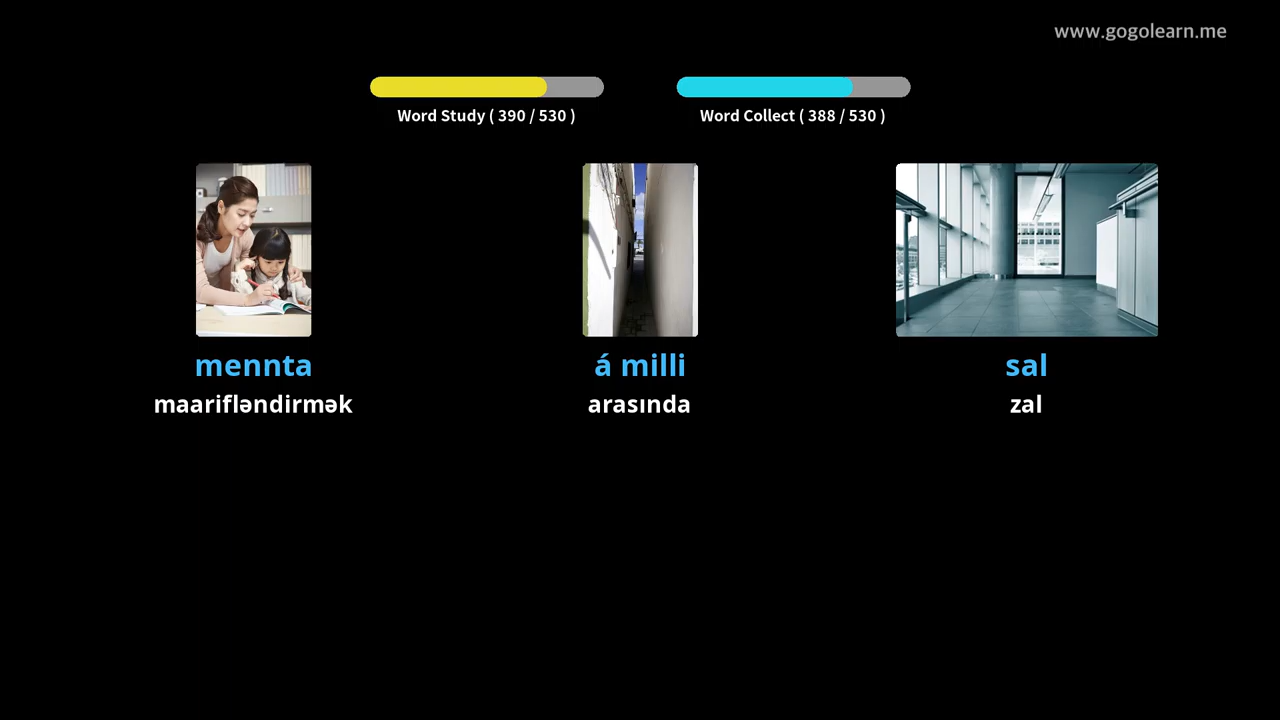 www.gogolearn.me
Word Study ( 390 / 530 )
Word Collect ( 388 / 530 )
mennta
maarifləndirmək
á milli
arasında
sal
zal